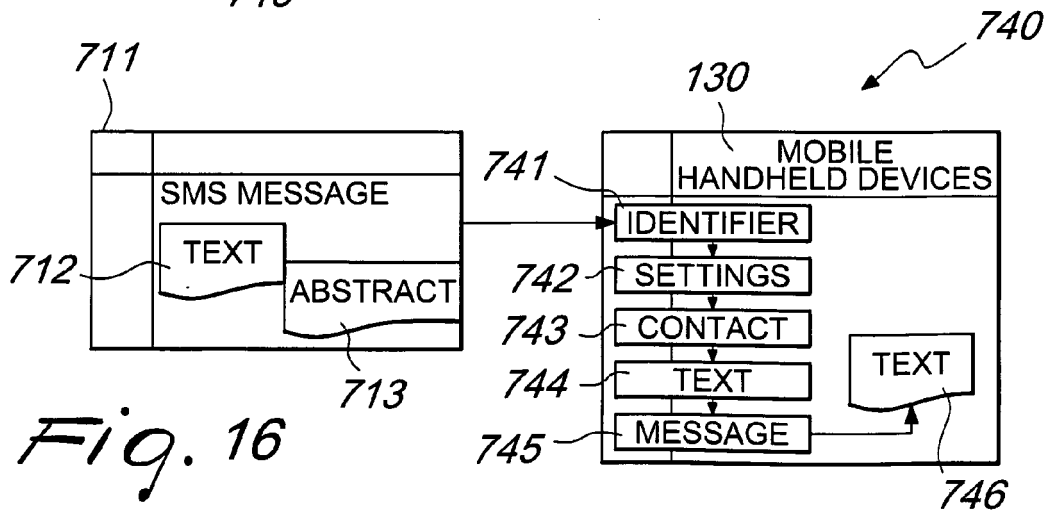 740
711
130
MOBILE
HANDHELD DEVICES
741
SMS MESSAGE
IDENTIFIER
TEXT
712
742
SETTINGS
ABSTRACT
743
CONTACT
TEXT
713
744
TEXT
745
MESSAGE
Fig. 16
746